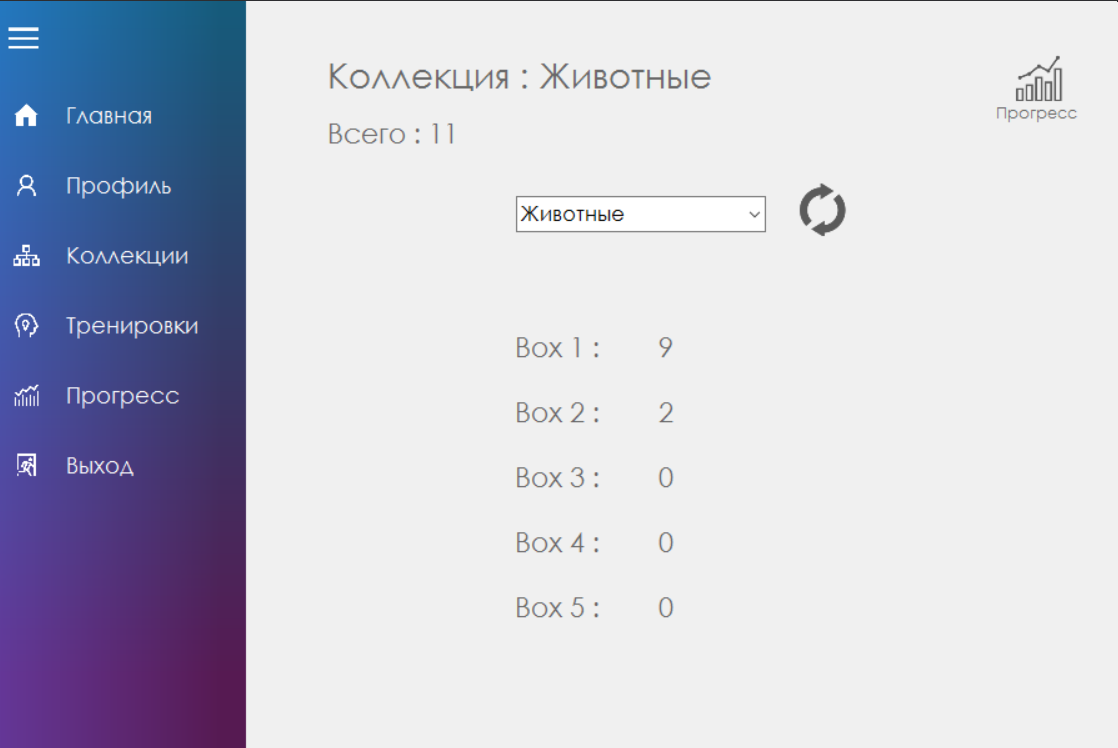 Главная
Профиль
Коллекции
Тренировки
Прогресс
Выход
Коллекция : Животные
Всего : 11
Прогресс
Животные
Box 1 : 9
Box 2 : 2
Box 3 : 0
Box 4 : 0
Box 5 : 0